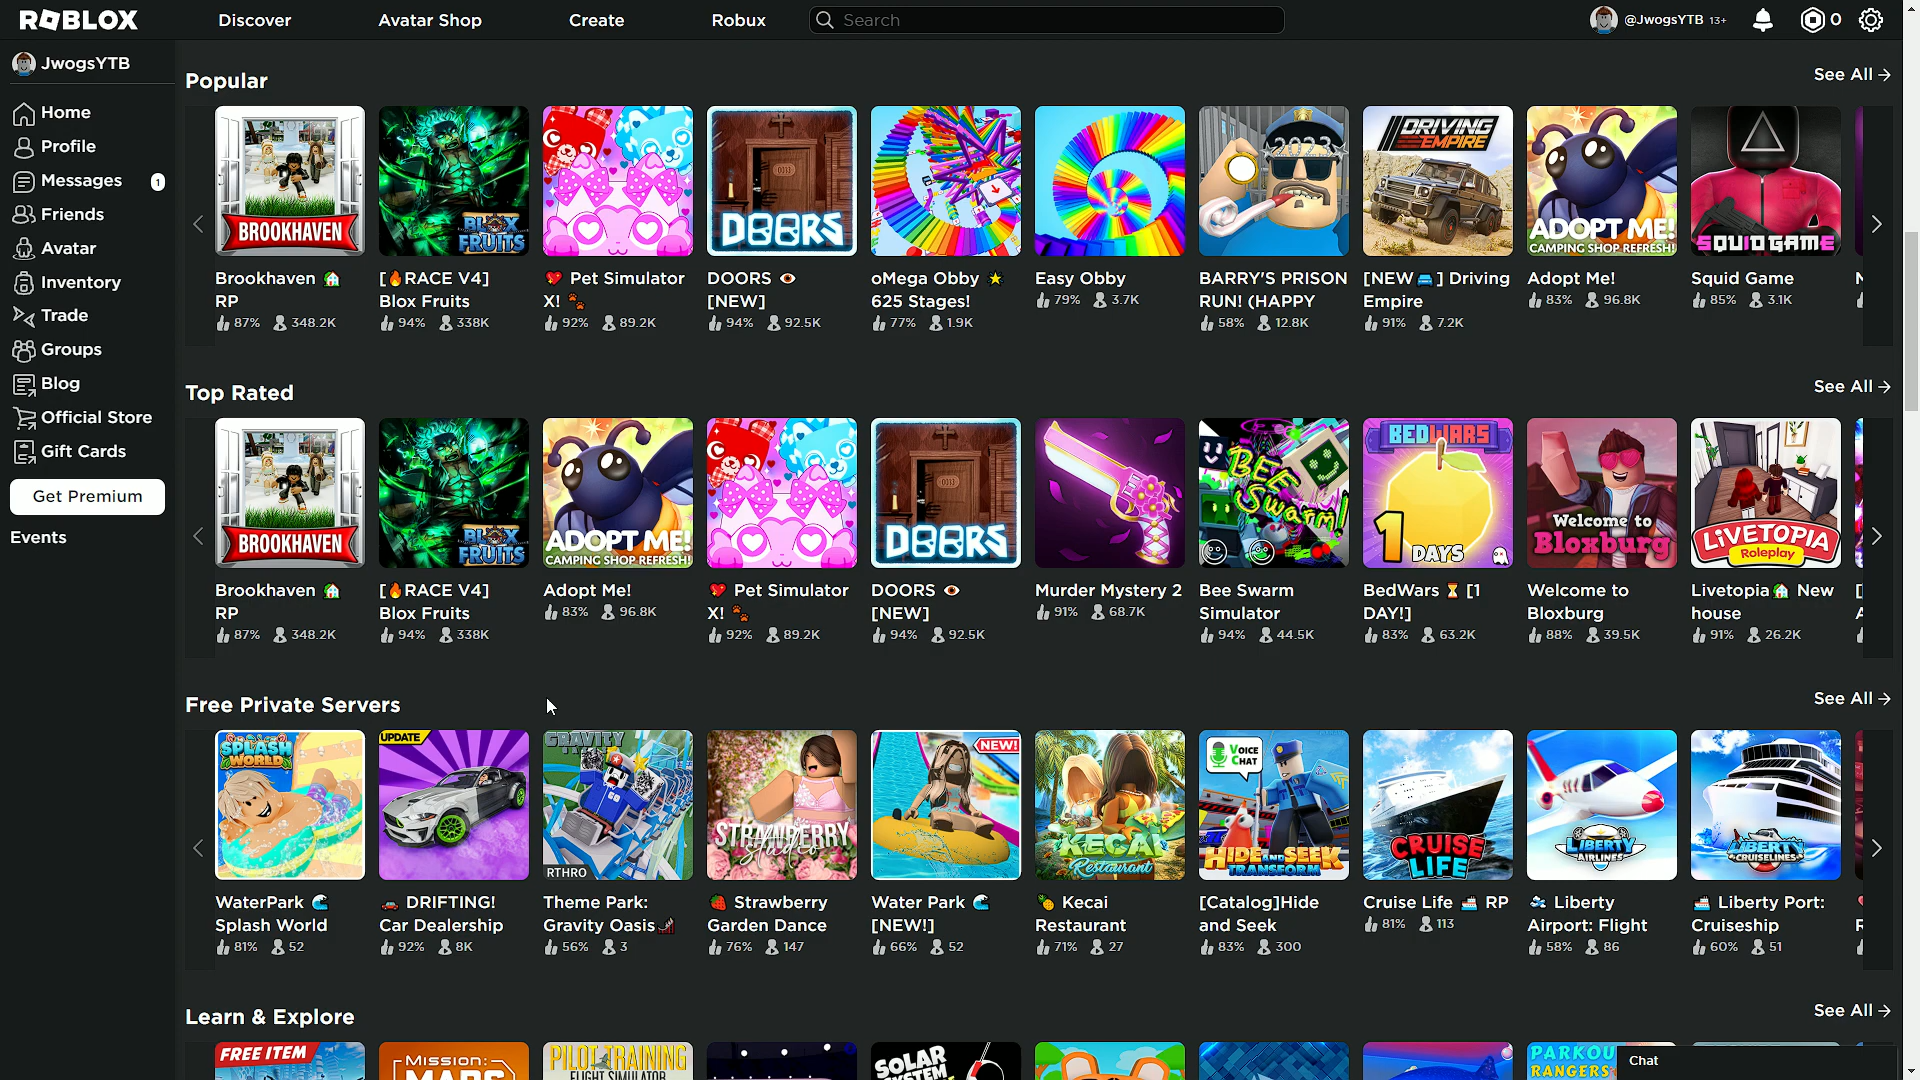 ROBLOX
Discover
Avatar Shop
Create
Robux
Search
@JwogsYTB 13+
0
JwogsYTB
Home
Profile
Messages
1
Friends
Avatar
Inventory
Trade
Groups
Blog
Official Store
Gift Cards
Get Premium
Events
Popular
See All
BROOKHAVEN
BLOX
FRUITS
DOORS
2023
DRIVING
EMPIRE
ADOPT ME!
CAMPING SHOP REFRESH!
SQUID GAME
Brookhaven
RP
87% 348.2K
[RACE V4]
Blox Fruits
94% 338K
Pet Simulator
X!
92% 89.2K
DOORS
[NEW]
94% 92.5K
oMega Obby
625 Stages!
77% 1.9K
Easy Obby
79% 3.7K
BARRY'S PRISON
RUN! (HAPPY
58% 12.8K
[NEW] Driving
Empire
91% 7.2K
Adopt Me!
83% 96.8K
Squid Game
85% 3.1K
Top Rated
See All
BROOKHAVEN
BLOX
FRUITS
ADOPT ME!
CAMPING SHOP REFRESH!
DOORS
BEE
Swarm!
BEDWARS
1 DAYS
Welcome to
Bloxburg
LIVETOPIA
Roleplay
Brookhaven
RP
87% 348.2K
[RACE V4]
Blox Fruits
94% 338K
Adopt Me!
83% 96.8K
Pet Simulator
X!
92% 89.2K
DOORS
[NEW]
94% 92.5K
Murder Mystery 2
91% 68.7K
Bee Swarm
Simulator
94% 44.5K
BedWars [1
DAY!]
83% 63.2K
Welcome to
Bloxburg
88% 39.5K
Livetopia New
house
91% 26.2K
Free Private Servers
See All
SPLASH
WORLD
UPDATE
GRAVITY
RTHRO
STRAWBERRY
Studio
NEW!
KECAI
Restaurant
VOICE
CHAT
HIDE AND SEEK
TRANSFORM
CRUISE
LIFE
LIBERTY
AIRLINES
LIBERTY
CRUISELINES
WaterPark
Splash World
81% 52
DRIFTING!
Car Dealership
92% 8K
Theme Park:
Gravity Oasis
56% 3
Strawberry
Garden Dance
76% 147
Water Park
[NEW!]
66% 52
Kecai
Restaurant
71% 27
[Catalog]Hide
and Seek
83% 300
Cruise Life RP
81% 113
Liberty
Airport: Flight
58% 86
Liberty Port:
Cruiseship
60% 51
Learn & Explore
See All
FREE ITEM
Mission:
MARS
PILOT TRAINING
FLIGHT SIMULATOR
SOLAR
SYSTEM
PARKOU
RANGERS
Chat